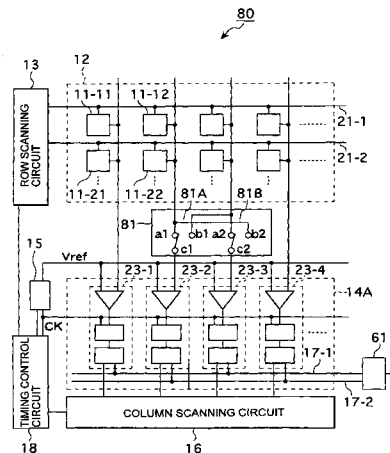 80
13
12
11-11 11-12
21-1
ROW SCANNING
CIRCUIT
11-21 11-22
21-2
81A 81B
81
a1 b1 a2 b2
c1 c2
15
Vref
23-1 23-2 23-3 23-4
14A
CK
61
17-1
TIMING CONTROL
CIRCUIT
17-2
COLUMN SCANNING CIRCUIT
18
16